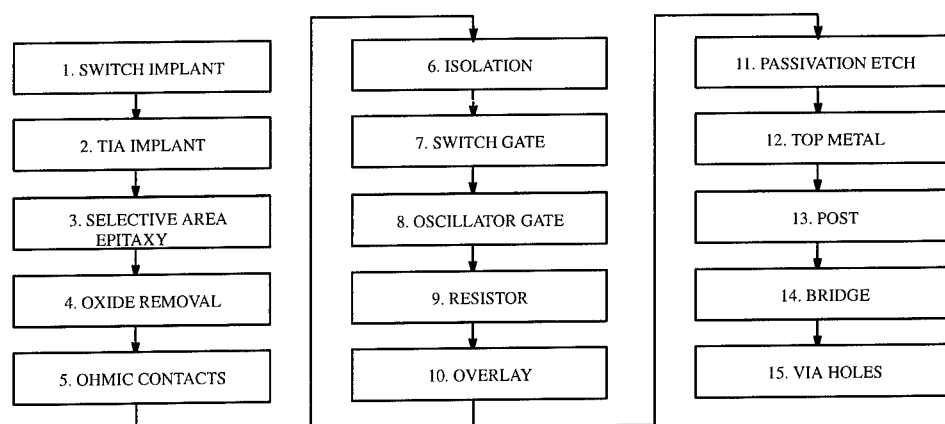 1. SWITCH IMPLANT
2. TIA IMPLANT
3. SELECTIVE AREA
EPITAXY
4. OXIDE REMOVAL
5. OHMIC CONTACTS
6. ISOLATION
7. SWITCH GATE
8. OSCILLATOR GATE
9. RESISTOR
10. OVERLAY
11. PASSIVATION ETCH
12. TOP METAL
13. POST
14. BRIDGE
15. VIA HOLES